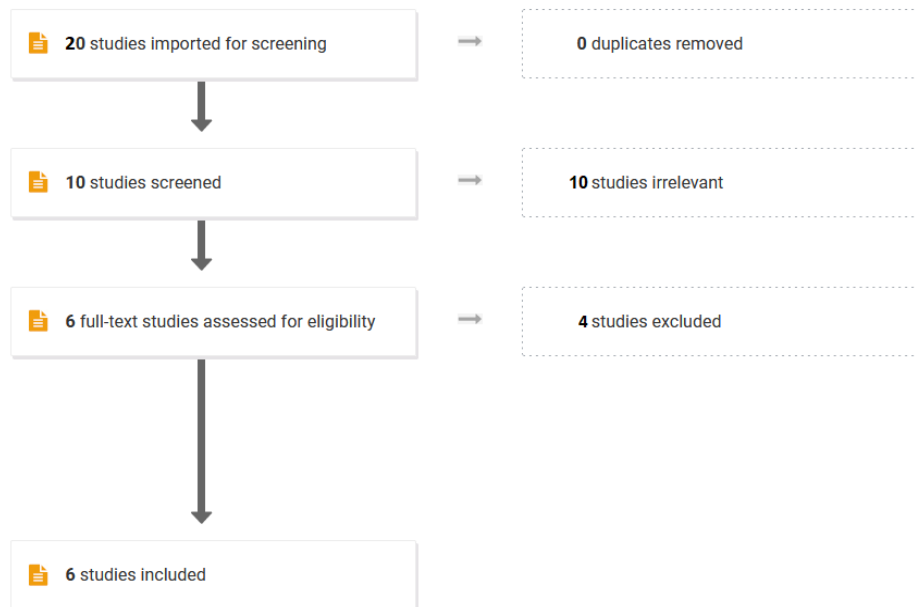 20 studies imported for screening
0 duplicates removed
10 studies screened
10 studies irrelevant
6 full-text studies assessed for eligibility
4 studies excluded
6 studies included